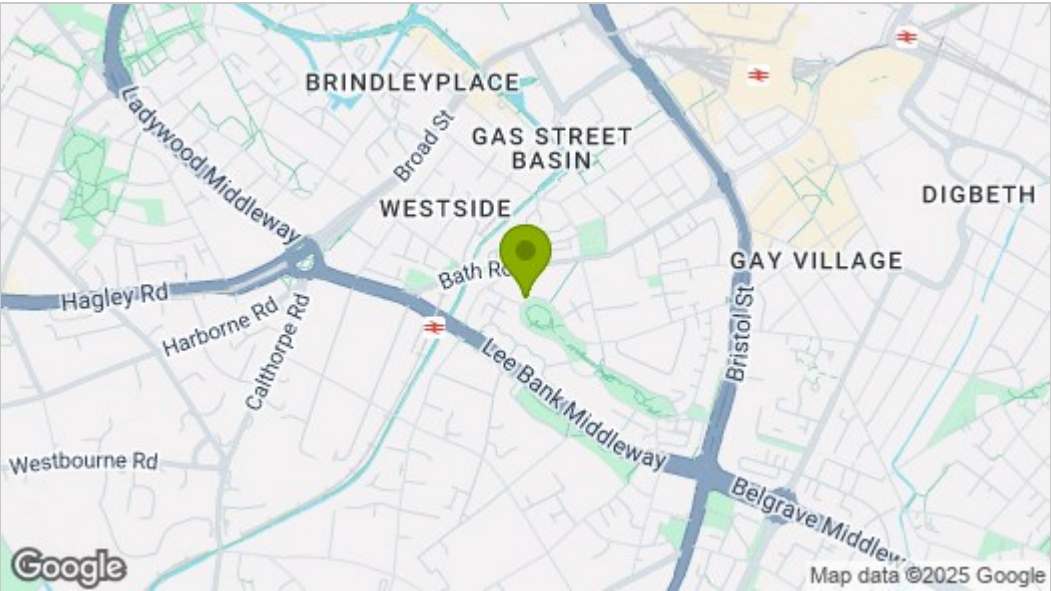 BRINDLEYPLACE
Ladywood Middleway
Broad St
GAS STREET
BASIN
DIGBETH
WESTSIDE
Bath Ro
GAY VILLAGE
Hagley Rd
Harborne Rd
Calthorpe Rd
Bristol St
Lee Bank Middleway
Westbourne Rd
Belgrave Middlew
Google
Map data ©2025 Google